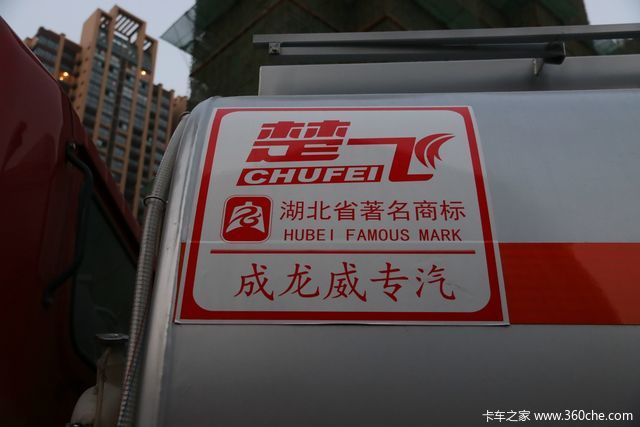 楚飞
CHUFEI
湖北省著名商标
HUBEI FAMOUS MARK
成龙威专汽
卡车之家 www.360che.com